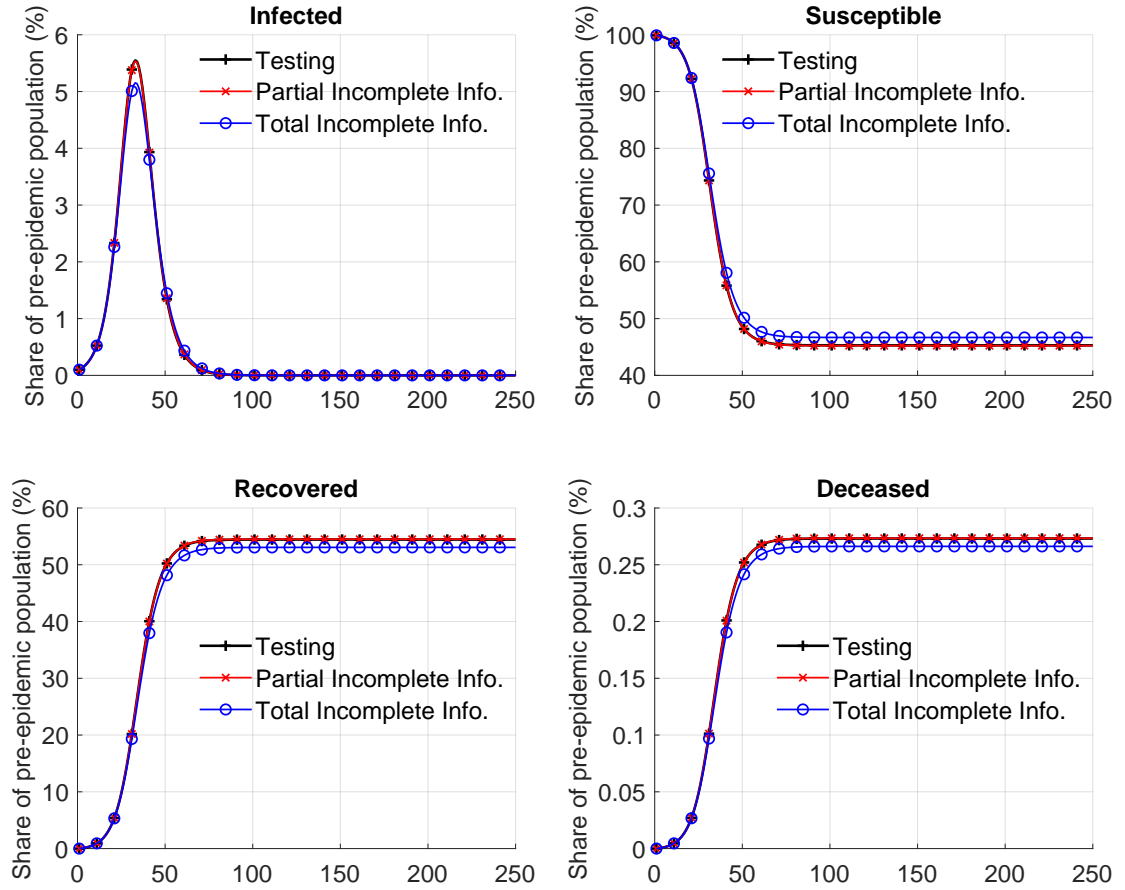 Infected
Share of pre-epidemic population (%)
6
5
4
3
2
1
0
0 50 100 150 200 250
Testing
Partial Incomplete Info.
Total Incomplete Info.
Susceptible
Share of pre-epidemic population (%)
100
90
80
70
60
50
40
0 50 100 150 200 250
Testing
Partial Incomplete Info.
Total Incomplete Info.
Recovered
Share of pre-epidemic population (%)
60
50
40
30
20
10
0
0 50 100 150 200 250
Testing
Partial Incomplete Info.
Total Incomplete Info.
Deceased
Share of pre-epidemic population (%)
0.3
0.25
0.2
0.15
0.1
0.05
0
0 50 100 150 200 250
Testing
Partial Incomplete Info.
Total Incomplete Info.